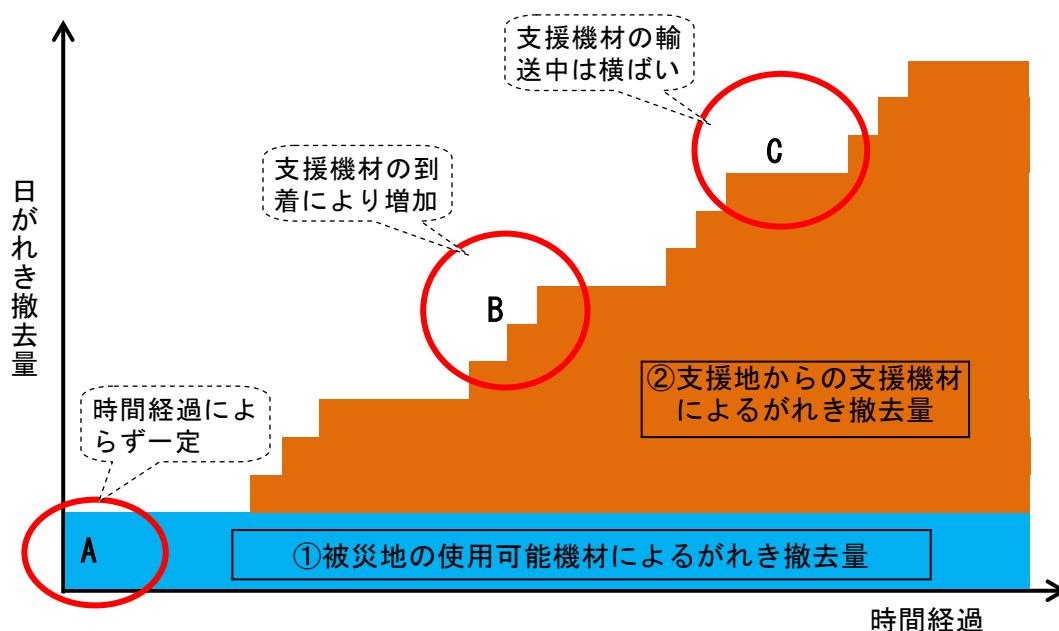 支援機材の輸
送中は横ばい
C
支援機材の到
着により増加
B
日がれき撤去量
②支援地からの支援機材
によるがれき撤去量
時間経過によ
らず一定
A
①被災地の使用可能機材によるがれき撤去量
時間経過